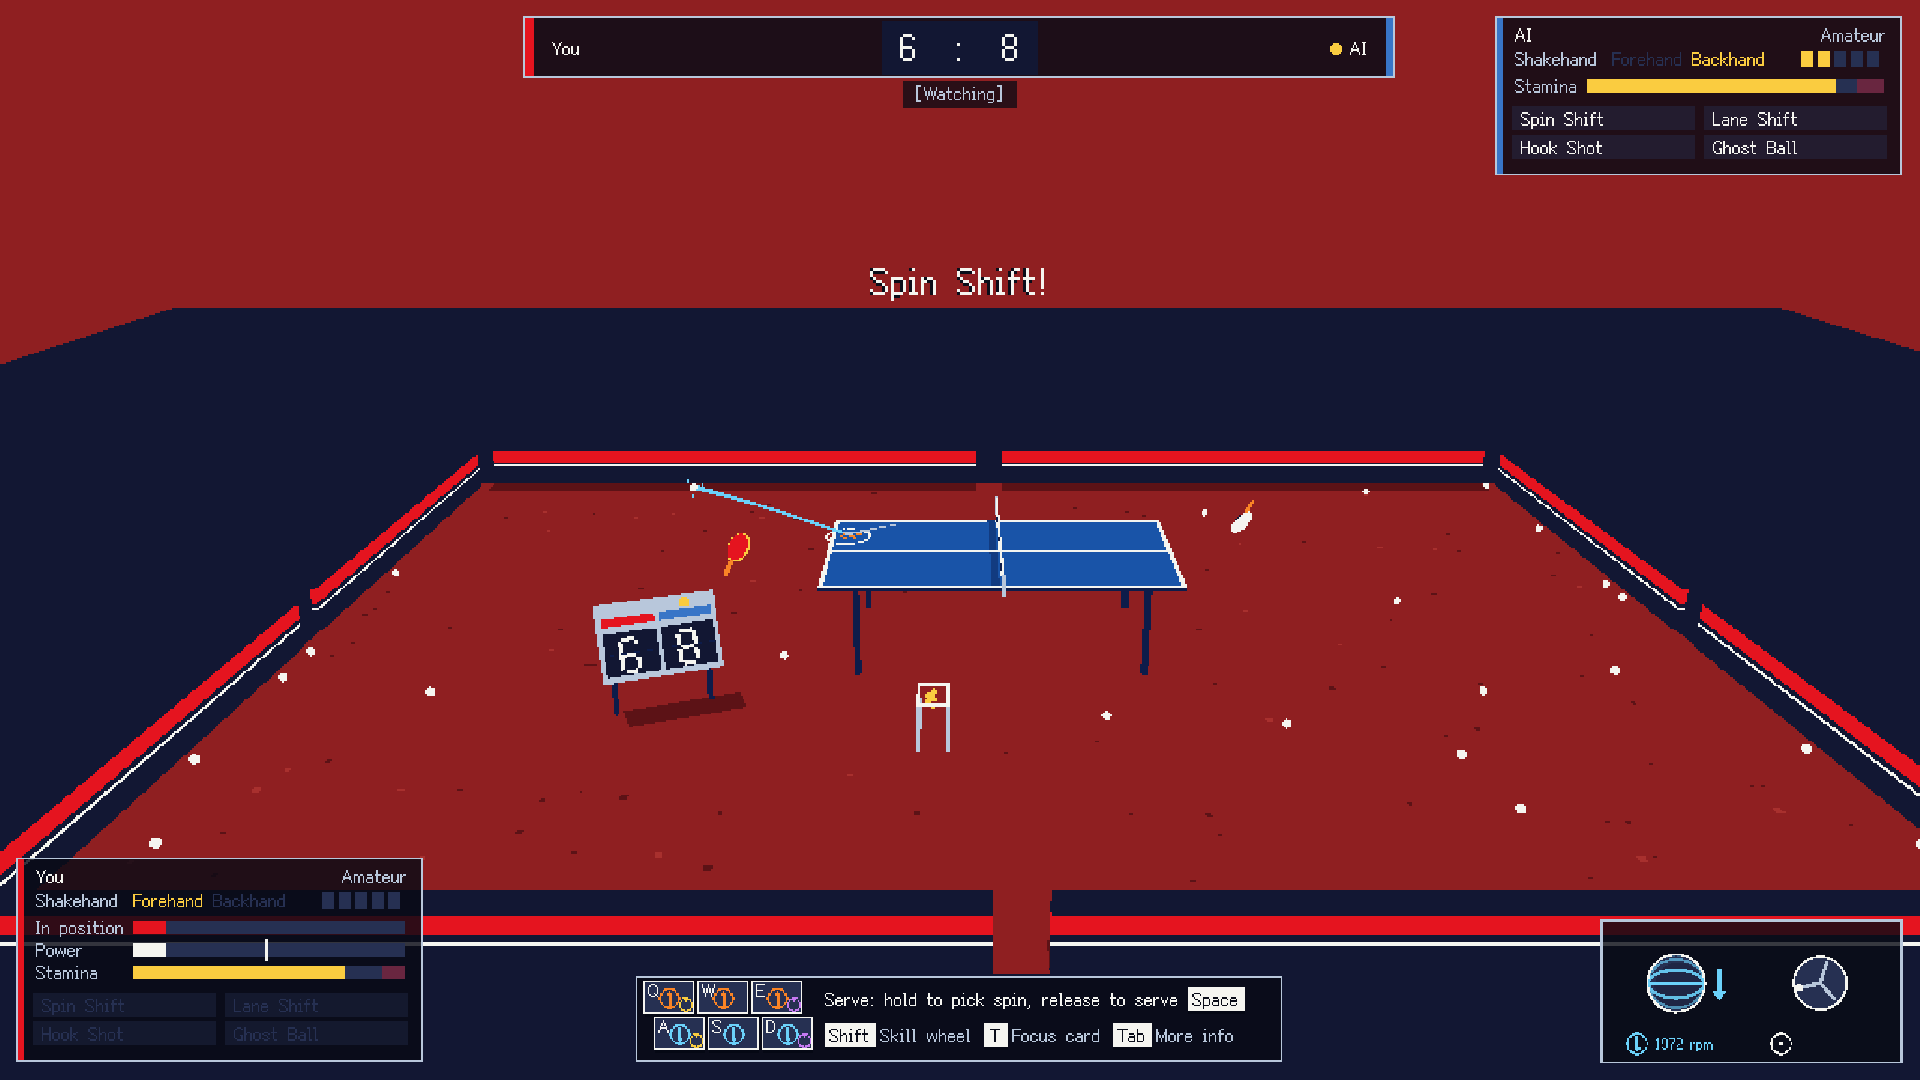 You 6 : 8 AI
[Watching]
AI Amateur
Shakehand Forehand Backhand
Stamina
Spin Shift Lane Shift
Hook Shot Ghost Ball
Spin Shift!
6 8
You Amateur
Shakehand Forehand Backhand
In position
Power
Stamina
Spin Shift Lane Shift
Hook Shot Ghost Ball
Q W E Serve: hold to pick spin, release to serve Space
A S D Shift Skill wheel T Focus card Tab More info
1972 rpm